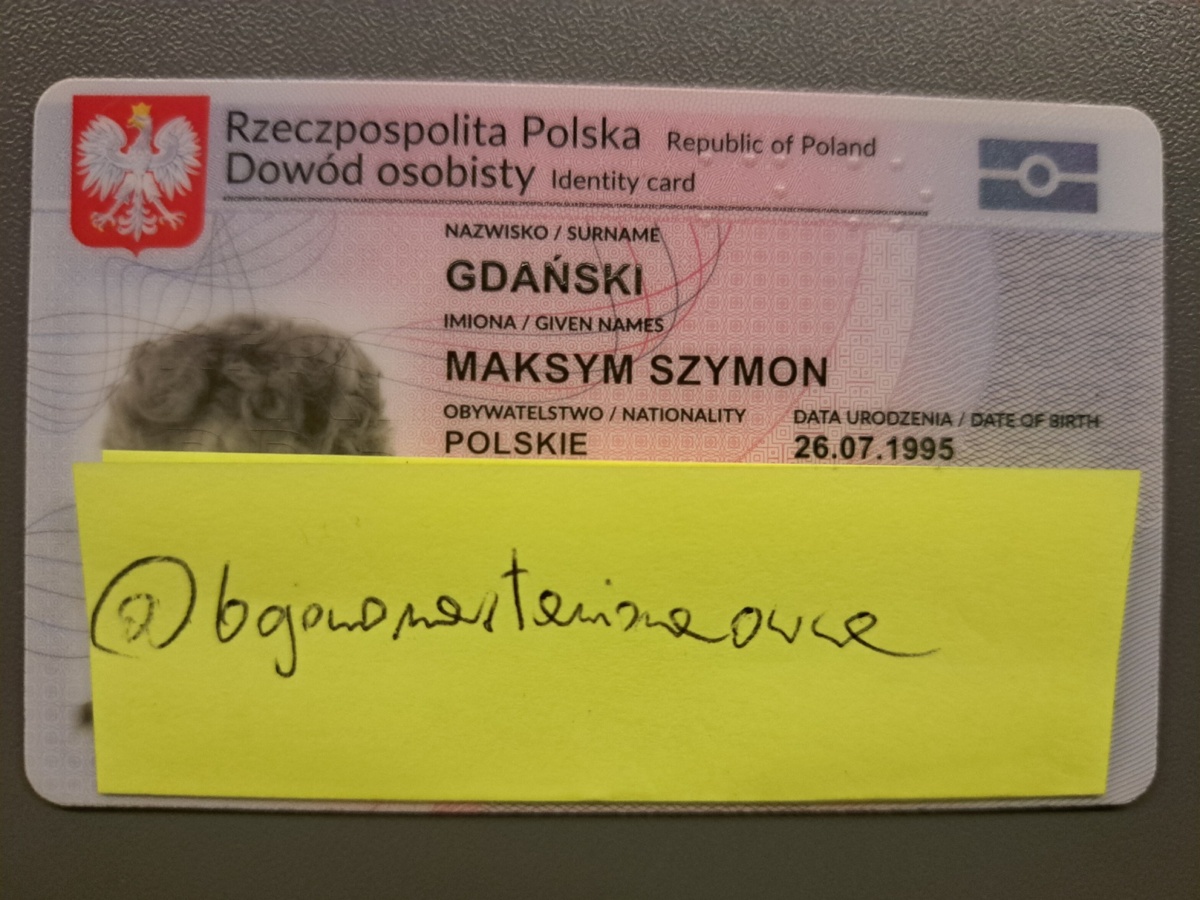 Rzeczpospolita Polska Republic of Poland
Dowód osobisty Identity card
NAZWISKO / SURNAME
GDAŃSKI
IMIONA / GIVEN NAMES
MAKSYM SZYMON
OBYWATELSTWO / NATIONALITY DATA URODZENIA / DATE OF BIRTH
POLSKIE 26.07.1995